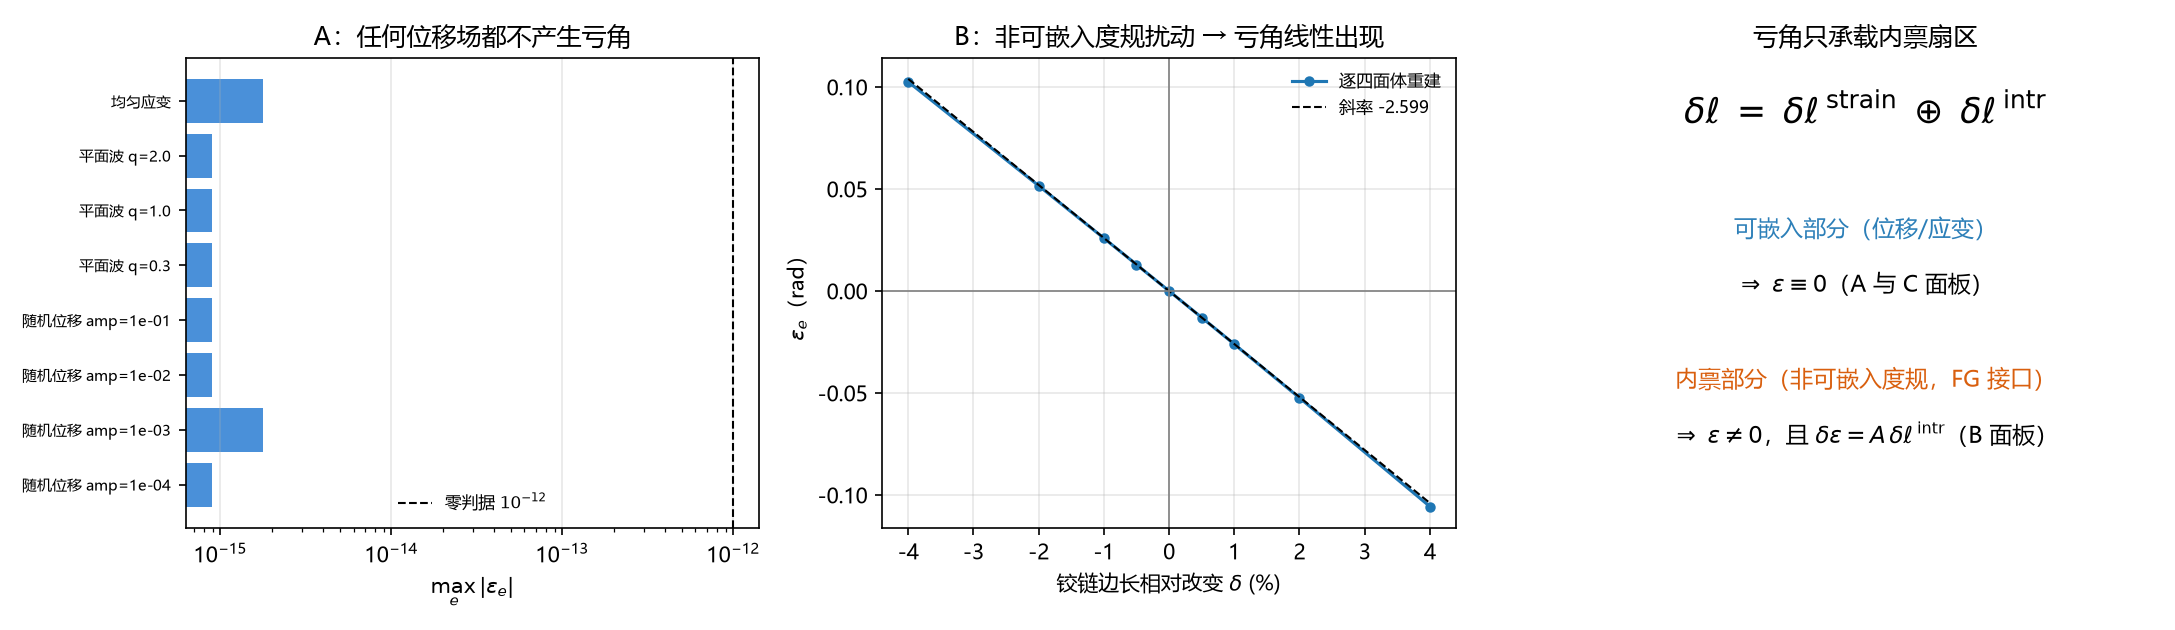 A：任何位移场都不产生亏角
均匀应变
平面波 q=2.0
平面波 q=1.0
平面波 q=0.3
随机位移 amp=1e-01
随机位移 amp=1e-02
随机位移 amp=1e-03
随机位移 amp=1e-04
零判据 10⁻¹²
10⁻¹⁵ 10⁻¹⁴ 10⁻¹³ 10⁻¹²
max |εₑ|
e
B：非可嵌入度规扰动 → 亏角线性出现
逐四面体重建
斜率 -2.599
εₑ（rad）
0.10
0.05
0.00
-0.05
-0.10
-4 -3 -2 -1 0 1 2 3 4
铰链边长相对改变 δ (%)
亏角只承载内禀扇区
δℓ = δℓ^strain ⊕ δℓ^intr
可嵌入部分（位移/应变）
⇒ ε≡0（A 与 C 面板）
内禀部分（非可嵌入度规，FG 接口）
⇒ ε≠0，且 δε=A δℓ^intr（B 面板）